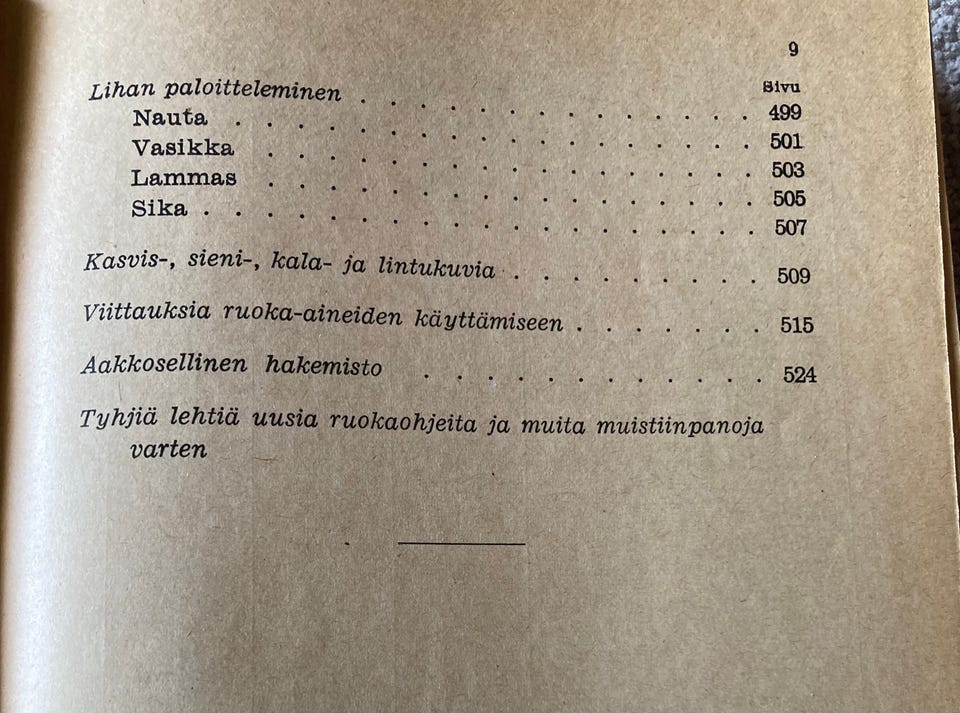 9
Sivu
Lihan paloitteleminen . . . . . . . . . . . . . 499
Nauta . . . . . . . . . . . . . . . . . 501
Vasikka . . . . . . . . . . . . . . . . 503
Lammas . . . . . . . . . . . . . . . . 505
Sika . . . . . . . . . . . . . . . . . . 507
Kasvis-, sieni-, kala- ja lintukuvia . . . . . . . . . 509
Viittauksia ruoka-aineiden käyttämiseen . . . . . . . 515
Aakkosellinen hakemisto . . . . . . . . . . . . 524
Tyhjiä lehtiä uusia ruokaohjeita ja muita muistiinpanoja
varten